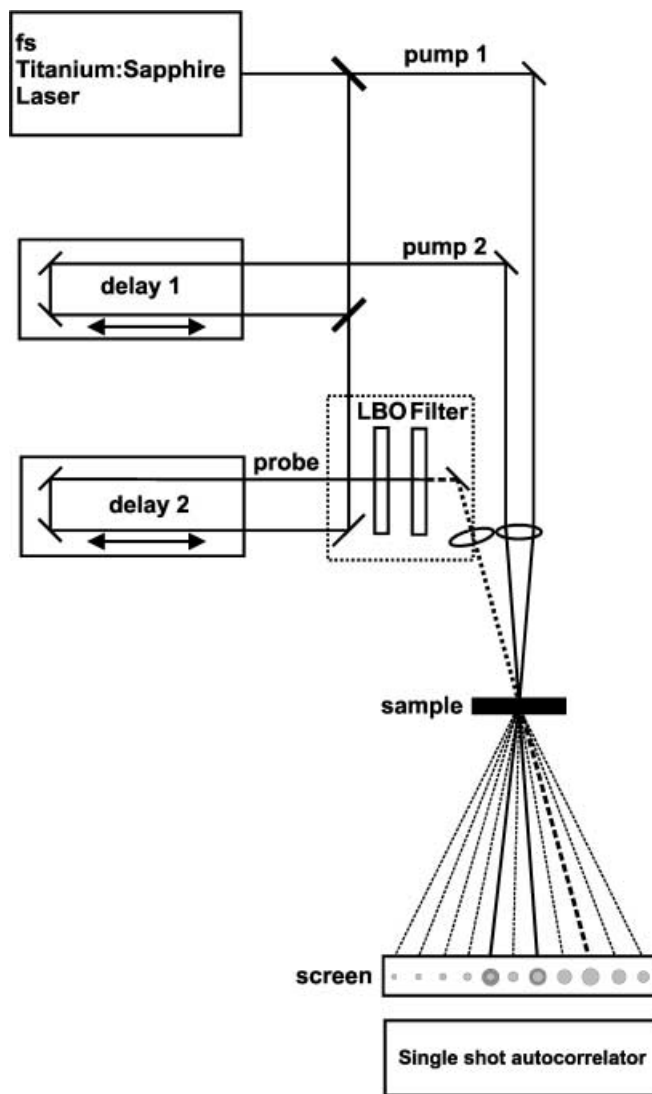 fs
Titanium:Sapphire
Laser
pump 1
pump 2
delay 1
LBO Filter
probe
delay 2
sample
screen
Single shot autocorrelator